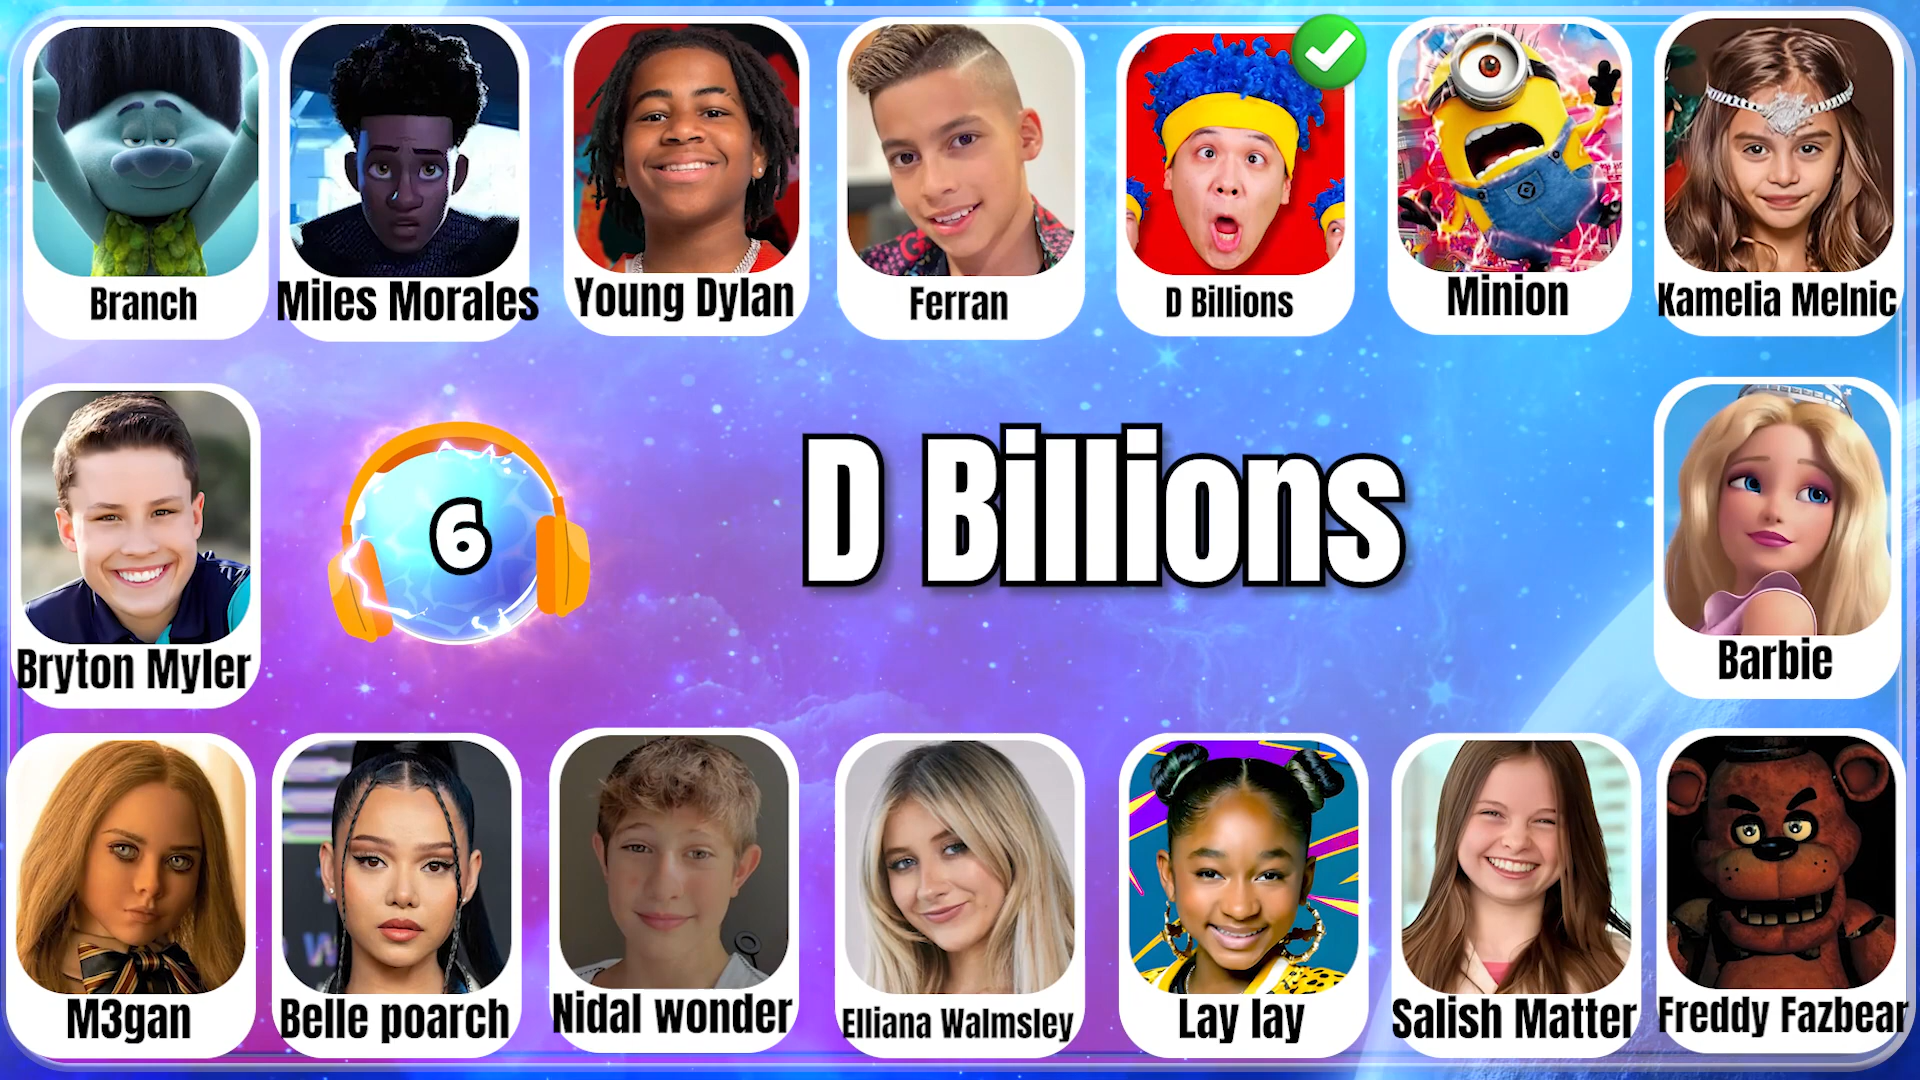 Branch
Miles Morales
Young Dylan
Ferran
D Billions
Minion
Kamelia Melnic
Bryton Myler
6
D Billions
Barbie
M3gan
Belle poarch
Nidal wonder
Elliana Walmsley
Lay lay
Salish Matter
Freddy Fazbear